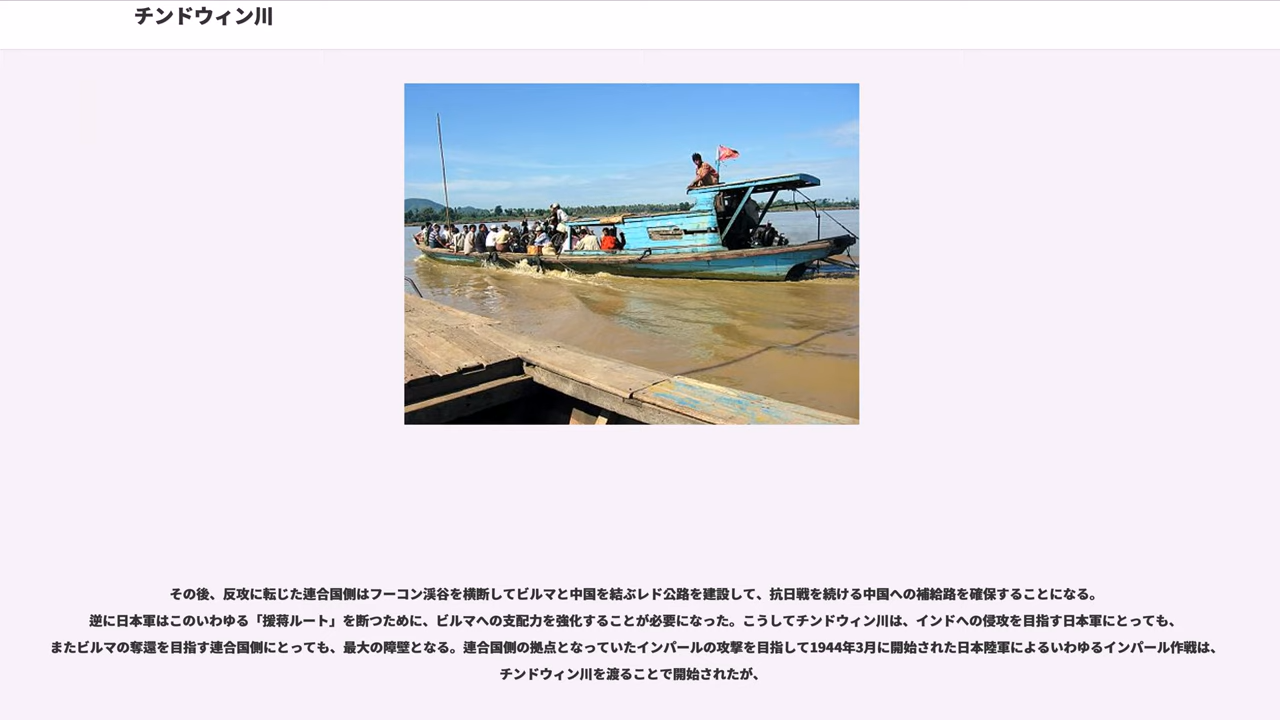 チンドウィン川
その後、反攻に転じた連合国側はフーコン渓谷を横断してビルマと中国を結ぶレド公路を建設して、抗日戦を続ける中国への補給路を確保することになる。
逆に日本軍はこのいわゆる「援蒋ルート」を断つために、ビルマへの支配力を強化することが必要になった。こうしてチンドウィン川は、インドへの侵攻を目指す日本軍にとっても、
またビルマの奪還を目指す連合国側にとっても、最大の障壁となる。連合国側の拠点となっていたインパールの攻撃を目指して1944年3月に開始された日本陸軍によるいわゆるインパール作戦は、
チンドウィン川を渡ることで開始されたが、